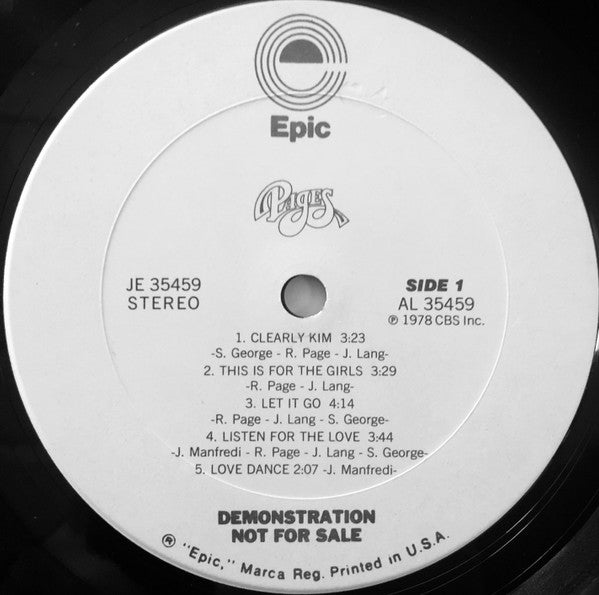 Epic
Pages
JE 35459
STEREO
SIDE 1
AL 35459
℗ 1978 CBS Inc.
1. CLEARLY KIM 3:23
-S. George - R. Page - J. Lang-
2. THIS IS FOR THE GIRLS 3:29
-R. Page - J. Lang-
3. LET IT GO 4:14
-R. Page - J. Lang - S. George-
4. LISTEN FOR THE LOVE 3:44
-J. Manfredi - R. Page - J. Lang - S. George-
5. LOVE DANCE 2:07 -J. Manfredi-
DEMONSTRATION
NOT FOR SALE
® "Epic," Marca Reg. Printed in U.S.A.